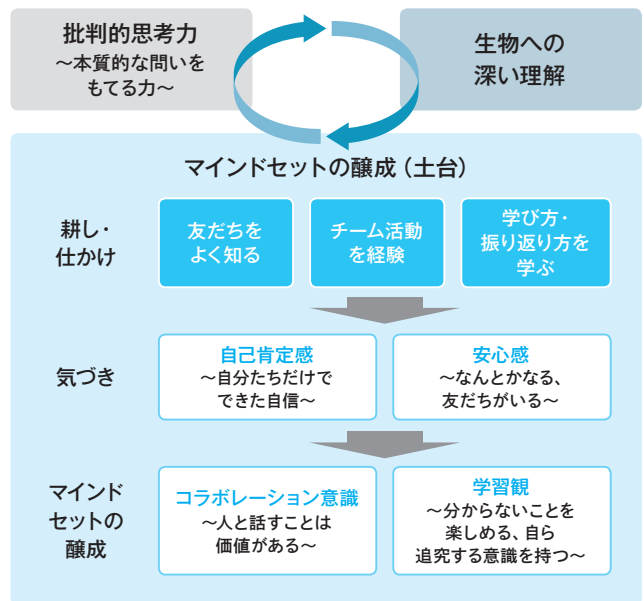 批判的思考力
～本質的な問いを
もてる力～
生物への
深い理解
マインドセットの醸成（土台）
耕し・
仕かけ
友だちを
よく知る
チーム活動
を経験
学び方・
振り返り方を
学ぶ
気づき
自己肯定感
～自分たちだけで
できた自信～
安心感
～なんとかなる、
友だちがいる～
マインド
セットの
醸成
コラボレーション意識
～人と話すことは
価値がある～
学習観
～分からないことを
楽しめる、自ら
追究する意識を持つ～